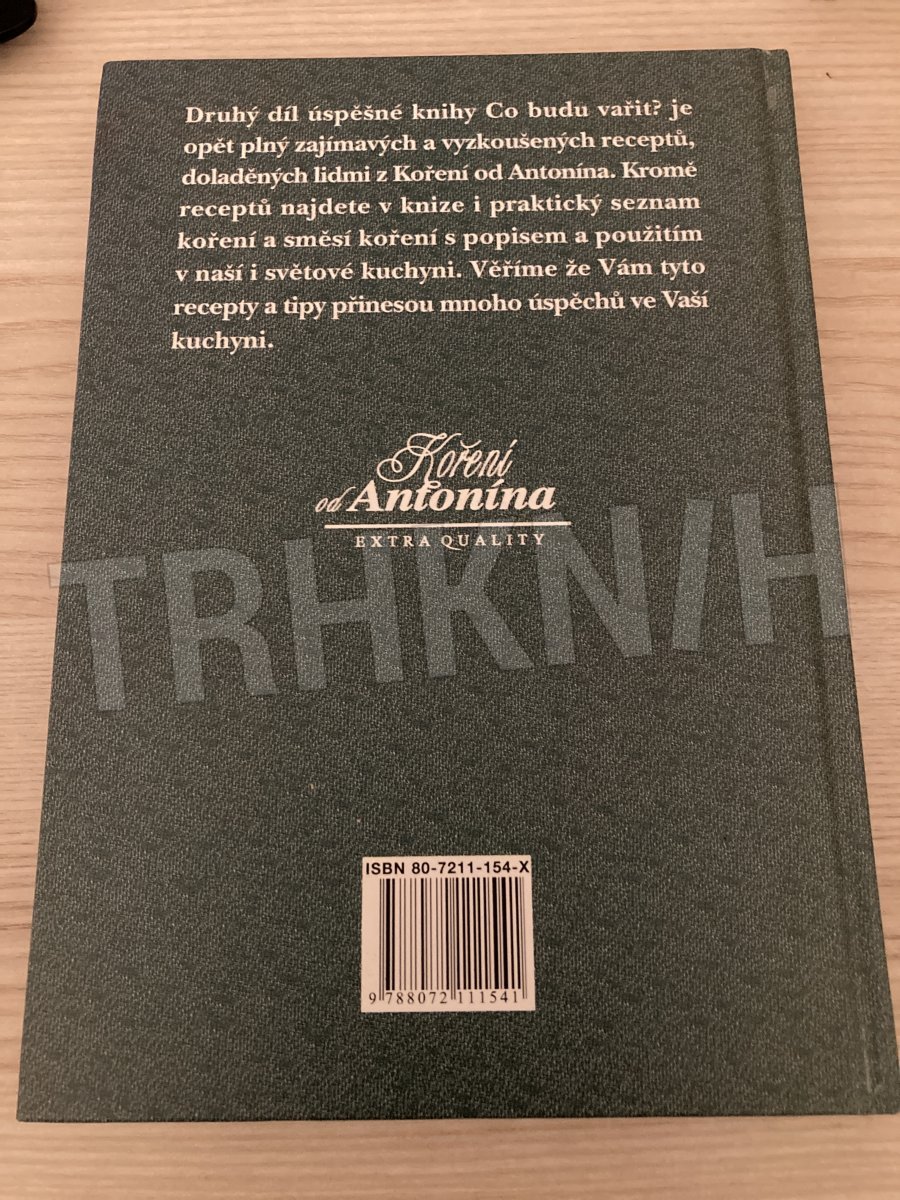 Druhý díl úspěšné knihy Co budu vařit? je
opět plný zajímavých a vyzkoušených receptů,
doladěných lidmi z Koření od Antonína. Kromě
receptů najdete v knize i praktický seznam
koření a směsí koření s popisem a použitím
v naší i světové kuchyni. Věříme že Vám tyto
recepty a tipy přinesou mnoho úspěchů ve Vaší
kuchyni.
Koření
od Antonína
EXTRA QUALITY
TRHKNIH
ISBN 80-7211-154-X
9 788072 111541